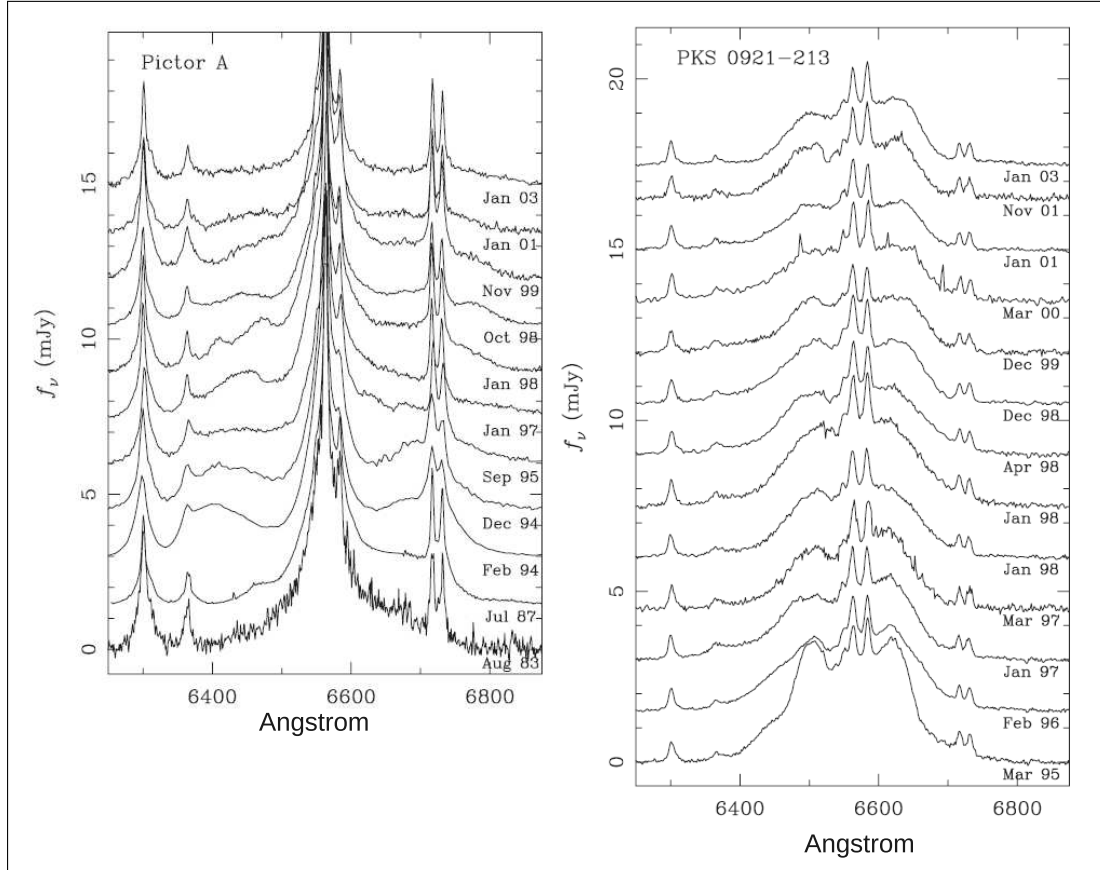 Pictor A
Jan 03
Jan 01
Nov 99
Oct 98
Jan 98
Jan 97
Sep 95
Dec 94
Feb 94
Jul 87
Aug 83
0
5
10
15
fν (mJy)
6400
6600
6800
Angstrom
PKS 0921−213
Jan 03
Nov 01
Jan 01
Mar 00
Dec 99
Dec 98
Apr 98
Jan 98
Jan 98
Mar 97
Jan 97
Feb 96
Mar 95
0
5
10
15
20
fν (mJy)
6400
6600
6800
Angstrom